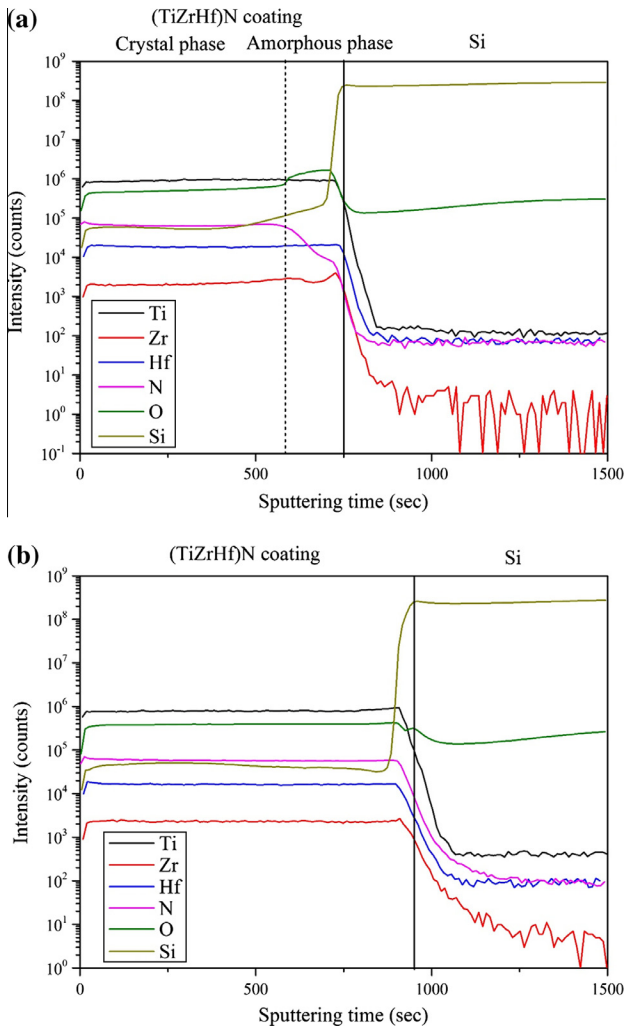 (a)
(TiZrHf)N coating
Crystal phase Amorphous phase Si
Intensity (counts)
10^9
10^8
10^7
10^6
10^5
10^4
10^3
10^2
10^1
10^0
10^-1
Ti
Zr
Hf
N
O
Si
0 500 1000 1500
Sputtering time (sec)
(b)
(TiZrHf)N coating Si
Intensity (counts)
10^9
10^8
10^7
10^6
10^5
10^4
10^3
10^2
10^1
10^0
Ti
Zr
Hf
N
O
Si
0 500 1000 1500
Sputtering time (sec)